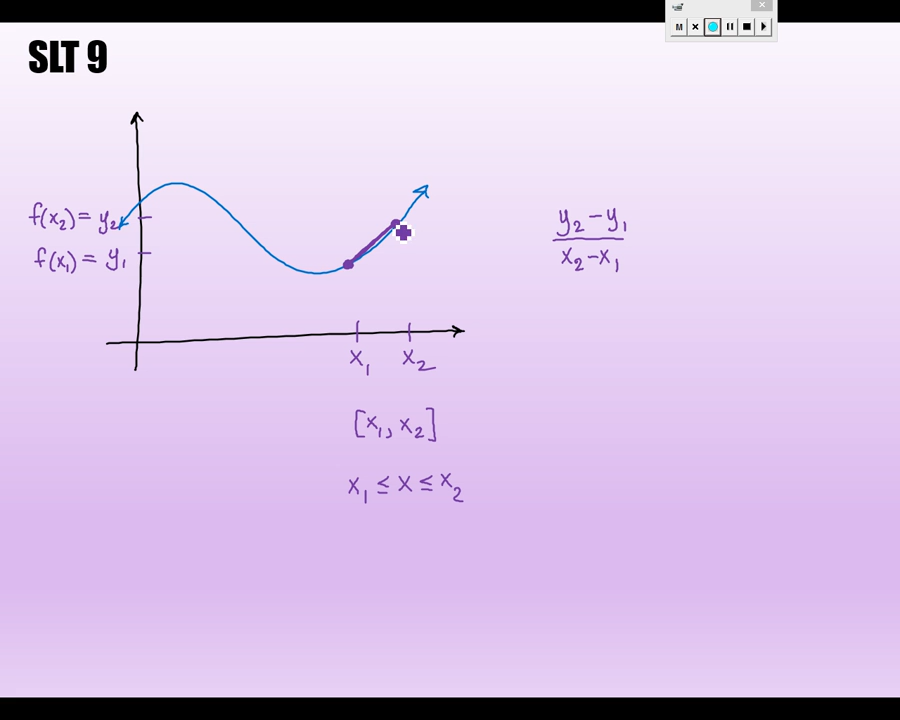 SLT 9
M
f(x₂) = y₂
f(x₁) = y₁
y₂ – y₁
x₂ – x₁
x₁ x₂
[x₁, x₂]
x₁ ≤ x ≤ x₂